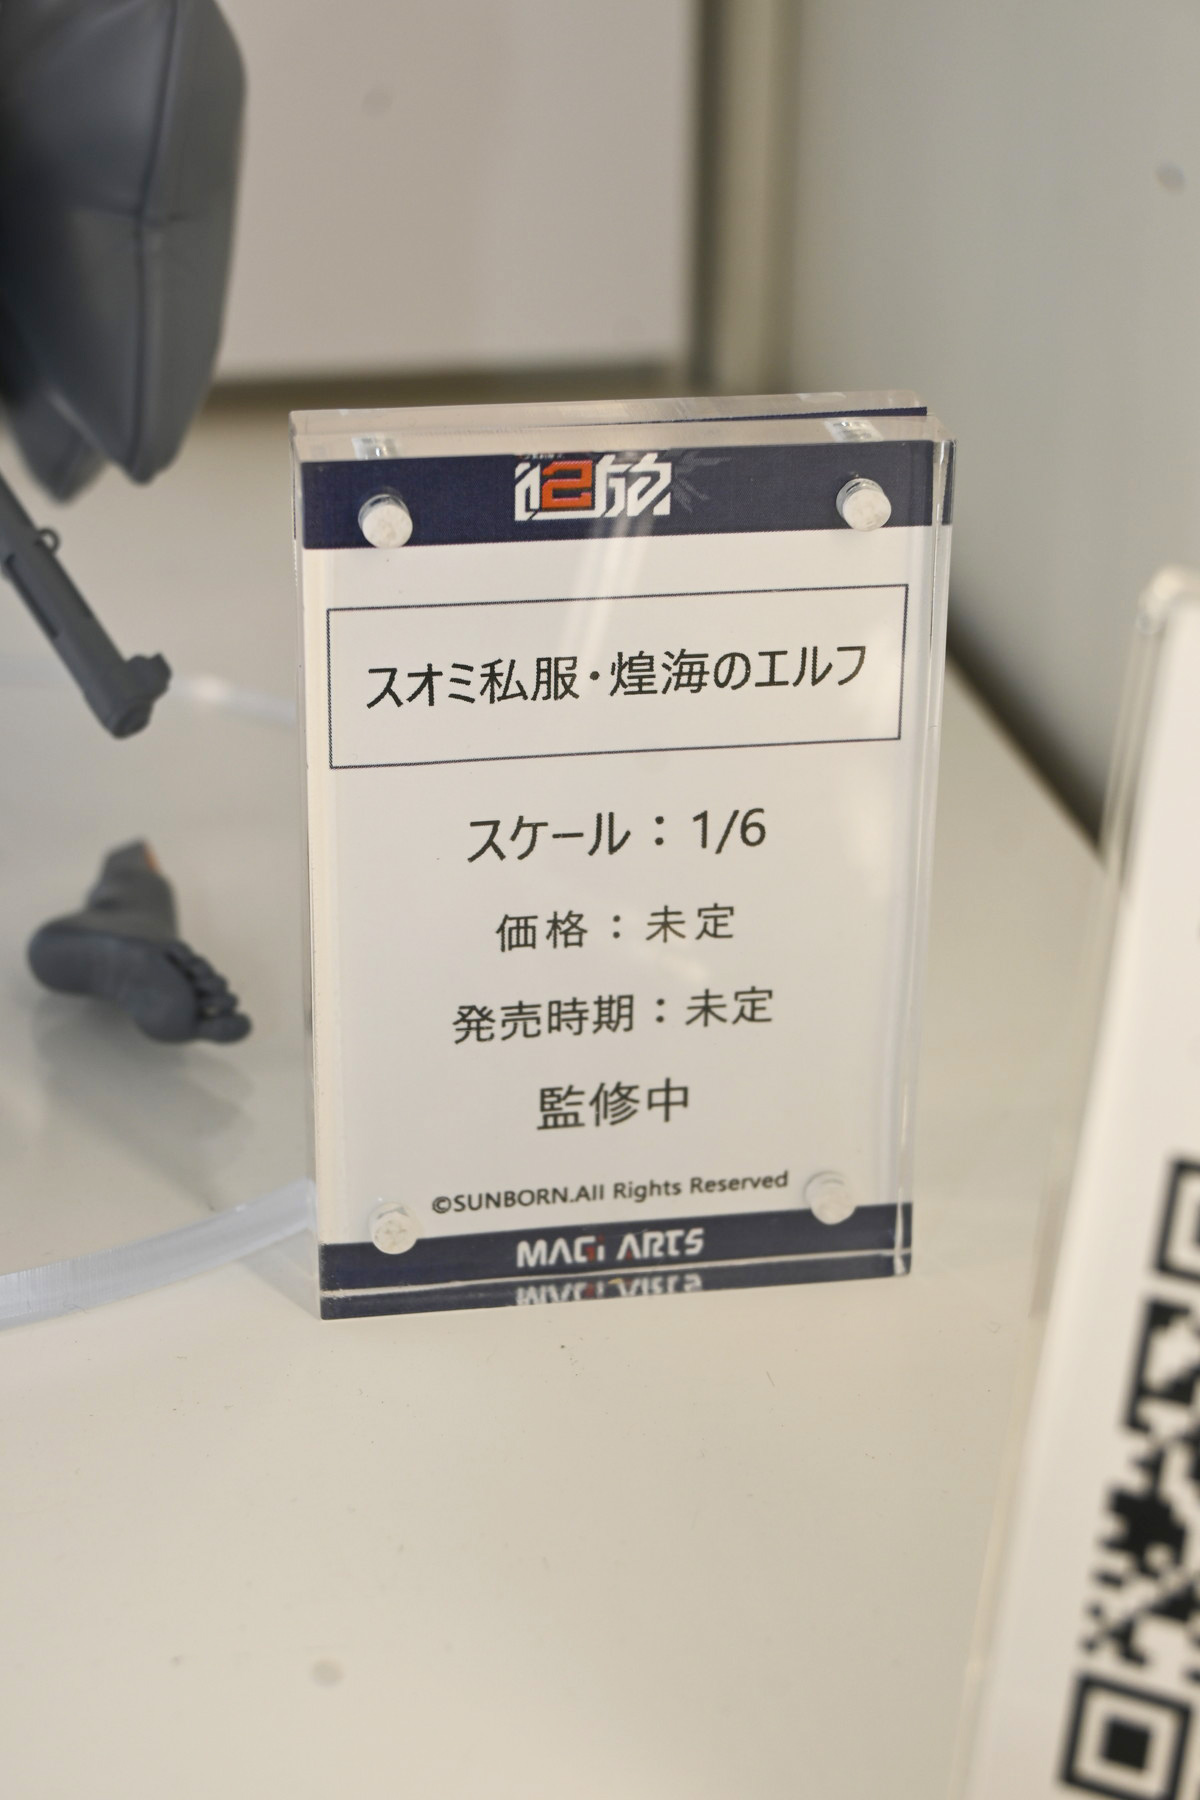 スオミ私服・煌海のエルフ
スケール：1/6
価格：未定
発売時期：未定
監修中
©SUNBORN.All Rights Reserved
MAGI ARTS